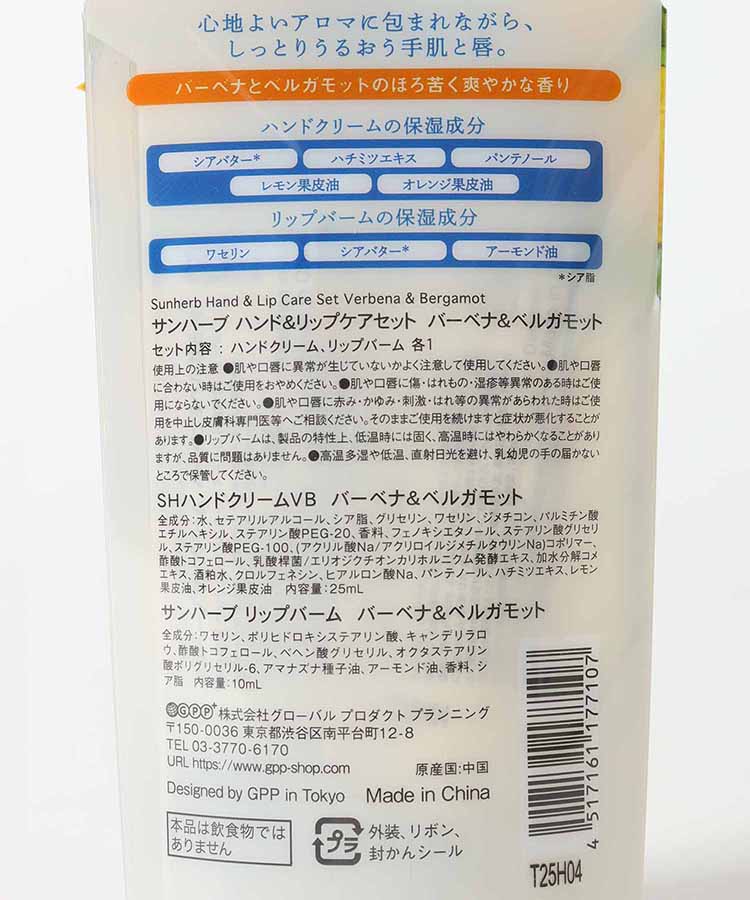 心地よいアロマに包まれながら、
しっとりうるおう手肌と唇。
バーベナとベルガモットのほろ苦く爽やかな香り
ハンドクリームの保湿成分
シアバター* ハチミツエキス パンテノール
レモン果皮油 オレンジ果皮油
リップバームの保湿成分
ワセリン シアバター* アーモンド油
*シア脂
Sunherb Hand & Lip Care Set Verbena & Bergamot
サンハーブ ハンド&リップケアセット バーベナ&ベルガモット
セット内容：ハンドクリーム、リップバーム 各1
使用上の注意 ●肌や口唇に異常が生じていないかよく注意して使用してください。●肌や口唇
に合わない時はご使用をおやめください。●肌や口唇に傷・はれもの・湿疹等異常のある時はご使
用にならないでください。●肌や口唇に赤み・かゆみ・刺激・はれ等の異常があらわれた時はご使
用を中止し皮膚科専門医等へご相談ください。そのままご使用を続けますと症状が悪化することが
あります。●リップバームは、製品の特性上、低温時には固く、高温時にはやわらかくなることがあり
ますが、品質に問題はありません。●高温多湿や低温、直射日光を避け、乳幼児の手の届かない
ところで保管してください。
SHハンドクリームVB バーベナ&ベルガモット
全成分：水、セテアリルアルコール、シア脂、グリセリン、ワセリン、ジメチコン、パルミチン酸
エチルヘキシル、ステアリン酸PEG-20、香料、フェノキシエタノール、ステアリン酸グリセリ
ル、ステアリン酸PEG-100、(アクリル酸Na/アクリロイルジメチルタウリンNa)コポリマー、
酢酸トコフェロール、乳酸桿菌/エリオジクチオンカリホルニクム発酵エキス、加水分解コメ
エキス、酒粕水、クロルフェネシン、ヒアルロン酸Na、パンテノール、ハチミツエキス、レモン
果皮油、オレンジ果皮油 内容量：25mL
サンハーブ リップバーム バーベナ&ベルガモット
全成分：ワセリン、ポリヒドロキシステアリン酸、キャンデリラロ
ウ、酢酸トコフェロール、ベヘン酸グリセリル、オクタステアリン
酸ポリグリセリル-6、アマナズナ種子油、アーモンド油、香料、シ
ア脂 内容量：10mL
GPP+ 株式会社グローバル プロダクト プランニング
〒150-0036 東京都渋谷区南平台町12-8
TEL 03-3770-6170
URL https://www.gpp-shop.com 原産国：中国
Designed by GPP in Tokyo Made in China
本品は飲食物では
ありません
プラ
外装、リボン、
封かんシール
4 517161 177107
T25H04